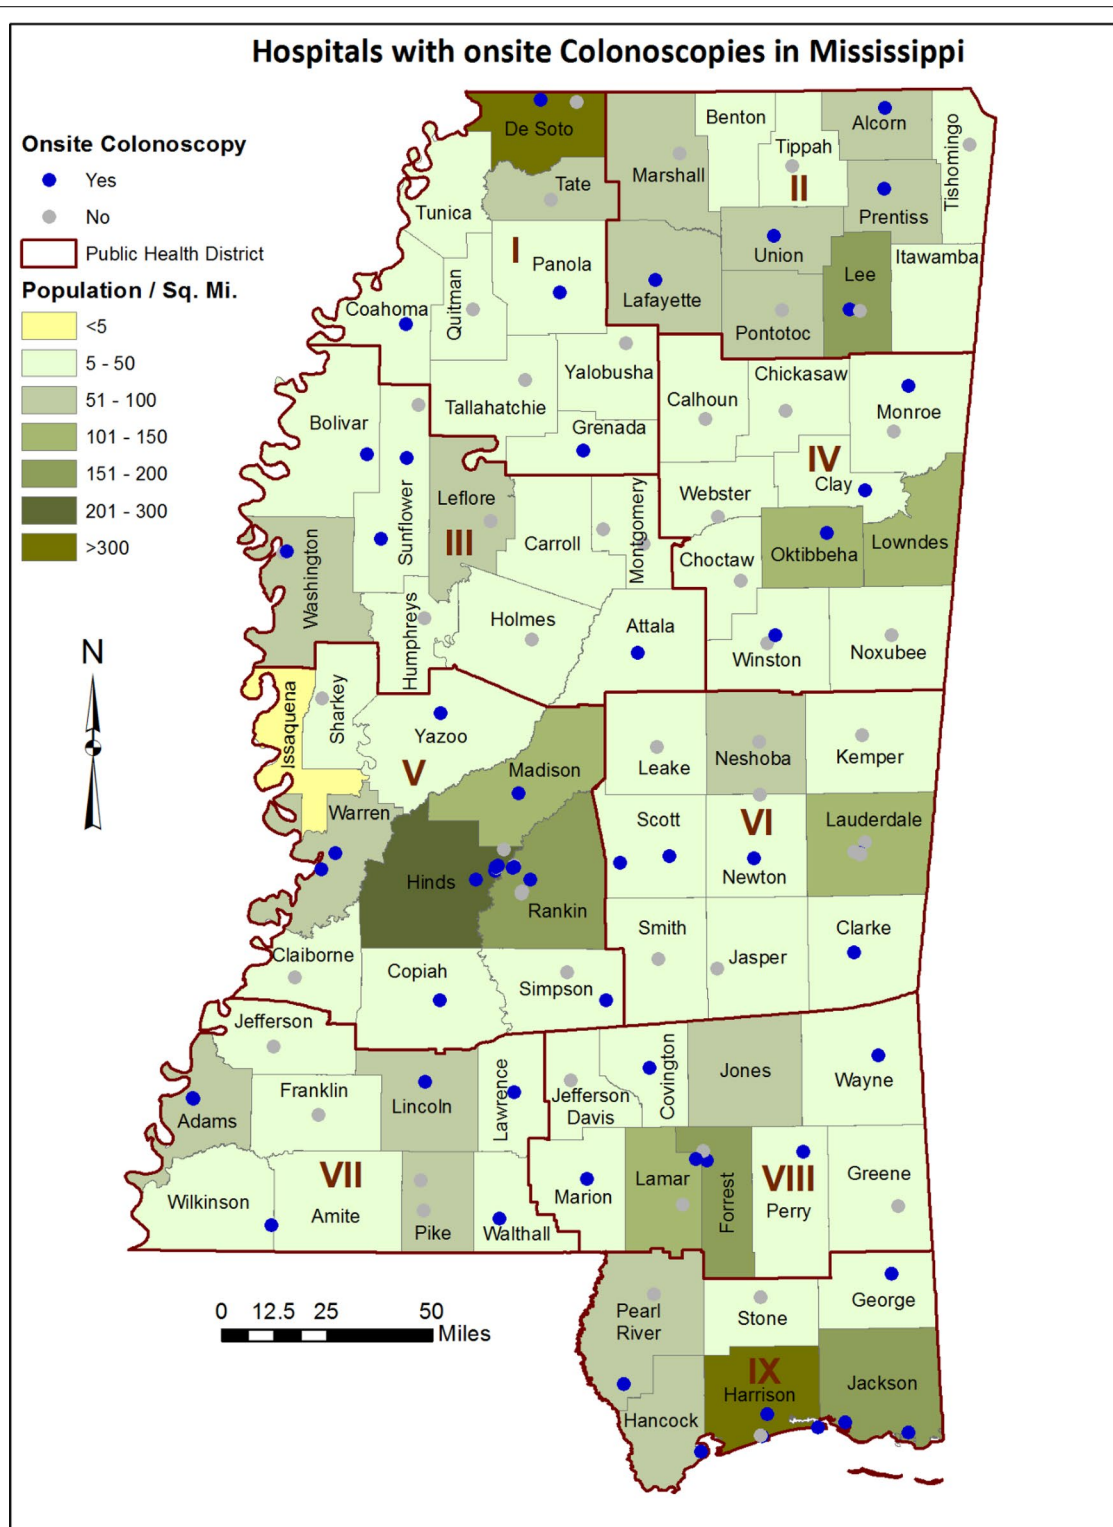 Hospitals with onsite Colonoscopies in Mississippi
Onsite Colonoscopy
Yes
No
Public Health District
Population / Sq. Mi.
<5
5 - 50
51 - 100
101 - 150
151 - 200
201 - 300
>300
N
De Soto
Benton
Alcorn
Tippah
Tishomingo
Marshall
II
Tate
Prentiss
Tunica
Union
I
Panola
Lee
Itawamba
Lafayette
Quitman
Coahoma
Pontotoc
Yalobusha
Chickasaw
Tallahatchie
Calhoun
Monroe
Bolivar
Grenada
IV
Clay
Leflore
Webster
Sunflower
III
Carroll
Montgomery
Choctaw
Oktibbeha
Lowndes
Washington
Humphreys
Holmes
Attala
Winston
Noxubee
Issaquena
Sharkey
Yazoo
V
Madison
Leake
Neshoba
Kemper
Warren
Scott
VI
Lauderdale
Hinds
Newton
Rankin
Smith
Clarke
Claiborne
Copiah
Simpson
Jasper
Jefferson
Adams
Franklin
Lincoln
Lawrence
Jefferson
Davis
Covington
Jones
Wayne
Wilkinson
VII
Amite
Pike
Walthall
Marion
Lamar
Forrest
VIII
Perry
Greene
0 12.5 25 50
Miles
Pearl
River
Stone
George
IX
Harrison
Jackson
Hancock